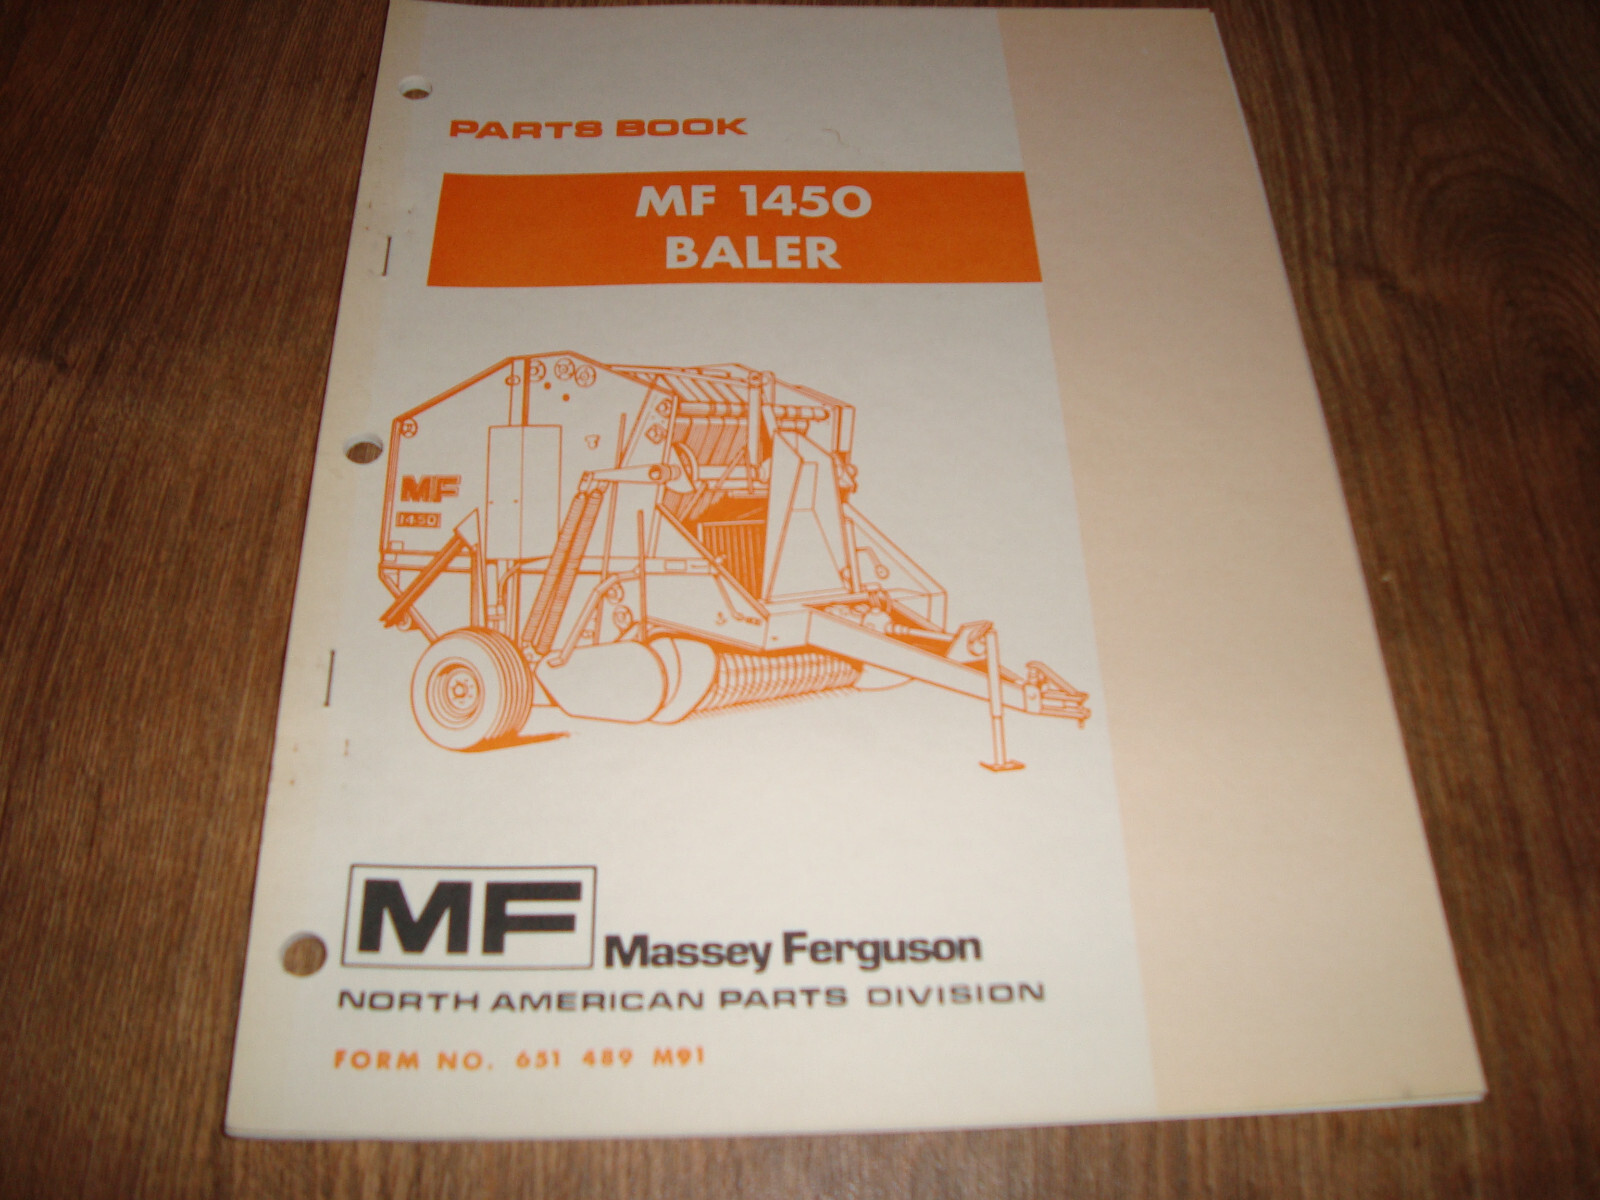 PARTS BOOK
MF 1450
BALER
MF
1450
MF
Massey Ferguson
NORTH AMERICAN PARTS DIVISION
FORM NO. 651 489 M91